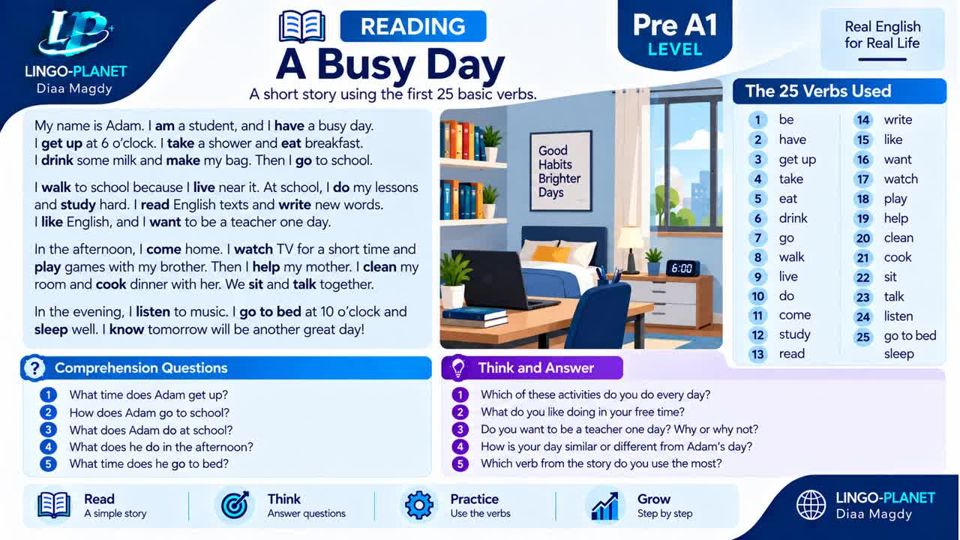 LP
LINGO-PLANET
Diaa Magdy
READING
A Busy Day
A short story using the first 25 basic verbs.
Pre A1
LEVEL
Real English
for Real Life
My name is Adam. I am a student, and I have a busy day.
I get up at 6 o'clock. I take a shower and eat breakfast.
I drink some milk and make my bag. Then I go to school.
I walk to school because I live near it. At school, I do my lessons
and study hard. I read English texts and write new words.
I like English, and I want to be a teacher one day.
In the afternoon, I come home. I watch TV for a short time and
play games with my brother. Then I help my mother. I clean my
room and cook dinner with her. We sit and talk together.
In the evening, I listen to music. I go to bed at 10 o'clock and
sleep well. I know tomorrow will be another great day!
Good
Habits
Brighter
Days
6:00
The 25 Verbs Used
1 be
2 have
3 get up
4 take
5 eat
6 drink
7 go
8 walk
9 live
10 do
11 come
12 study
13 read
14 write
15 like
16 want
17 watch
18 play
19 help
20 clean
21 cook
22 sit
23 talk
24 listen
25 go to bed
sleep
? Comprehension Questions
1 What time does Adam get up?
2 How does Adam go to school?
3 What does Adam do at school?
4 What does he do in the afternoon?
5 What time does he go to bed?
Think and Answer
1 Which of these activities do you do every day?
2 What do you like doing in your free time?
3 Do you want to be a teacher one day? Why or why not?
4 How is your day similar or different from Adam's day?
5 Which verb from the story do you use the most?
Read
A simple story
Think
Answer questions
Practice
Use the verbs
Grow
Step by step
LINGO-PLANET
Diaa Magdy